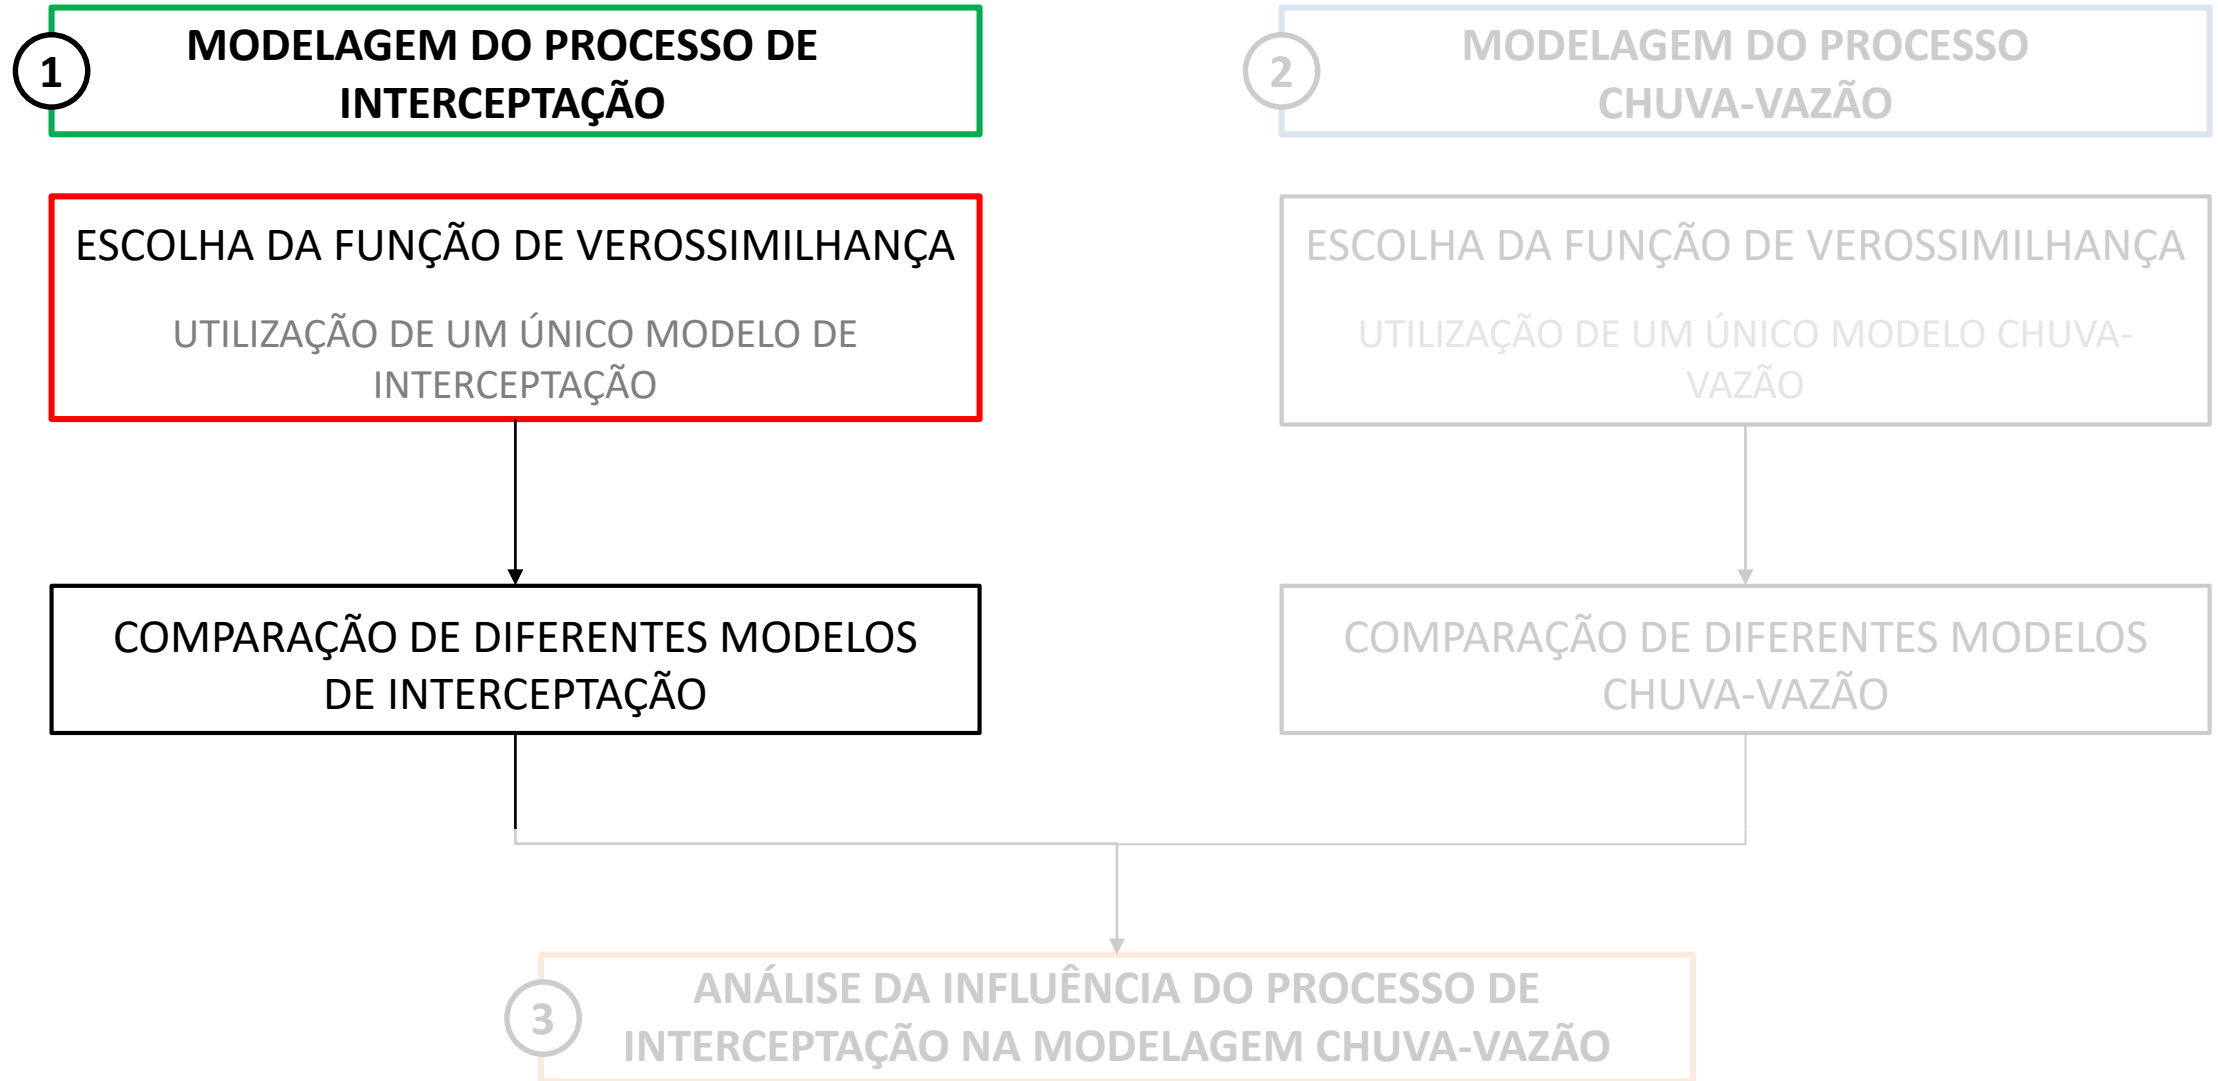 1
MODELAGEM DO PROCESSO DE
INTERCEPTAÇÃO
ESCOLHA DA FUNÇÃO DE VEROSSIMILHANÇA
UTILIZAÇÃO DE UM ÚNICO MODELO DE
INTERCEPTAÇÃO
COMPARAÇÃO DE DIFERENTES MODELOS
DE INTERCEPTAÇÃO
2
MODELAGEM DO PROCESSO
CHUVA-VAZÃO
ESCOLHA DA FUNÇÃO DE VEROSSIMILHANÇA
UTILIZAÇÃO DE UM ÚNICO MODELO CHUVA-
VAZÃO
COMPARAÇÃO DE DIFERENTES MODELOS
CHUVA-VAZÃO
3
ANÁLISE DA INFLUÊNCIA DO PROCESSO DE
INTERCEPTAÇÃO NA MODELAGEM CHUVA-VAZÃO